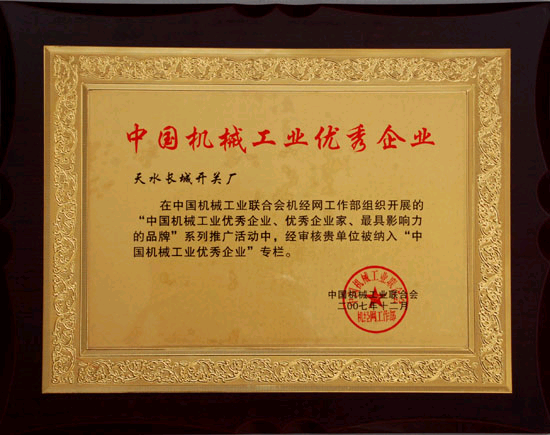 中国机械工业优秀企业
天水长城开关厂
在中国机械工业联合会机经网工作部组织开展的
“中国机械工业优秀企业、优秀企业家、最具影响力
的品牌”系列推广活动中，经审核贵单位被纳入“中
国机械工业优秀企业”专栏。
中国机械工业联合会
二00七年十二月
机经网工作部